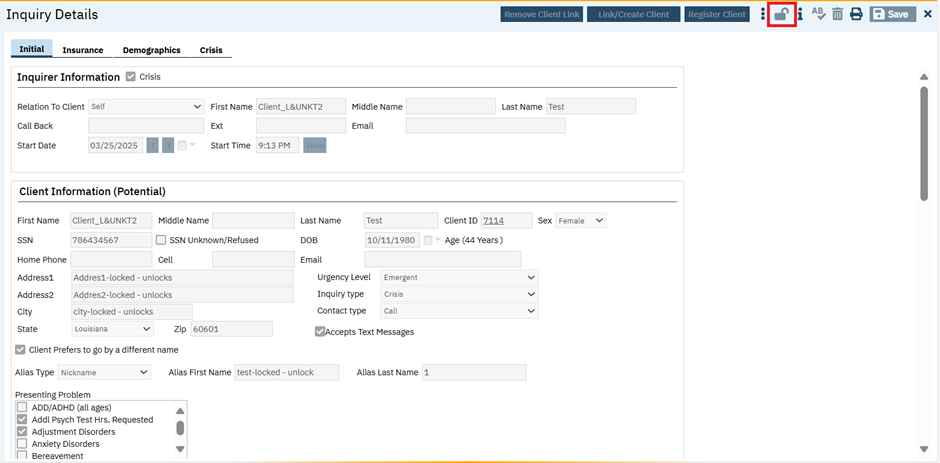 Inquiry Details
Remove Client Link Link/Create Client Register Client Save
Initial Insurance Demographics Crisis
Inquirer Information Crisis
Relation To Client Self First Name Client_L&UNKT2 Middle Name Last Name Test
Call Back Ext Email
Start Date 03/25/2025 T Y Start Time 9:13 PM Now
Client Information (Potential)
First Name Client_L&UNKT2 Middle Name Last Name Test Client ID 7114 Sex Female
SSN 786434567 SSN Unknown/Refused DOB 10/11/1980 Age (44 Years )
Home Phone Cell Email
Address1 Addres1-locked - unlocks Urgency Level Emergent
Address2 Addres2-locked - unlocks Inquiry type Crisis
City city-locked - unlocks Contact type Call
State Louisiana Zip 60601 Accepts Text Messages
Client Prefers to go by a different name
Alias Type Nickname Alias First Name test-locked - unlock Alias Last Name 1
Presenting Problem
ADD/ADHD (all ages)
Addl Psych Test Hrs. Requested
Adjustment Disorders
Anxiety Disorders
Bereavement